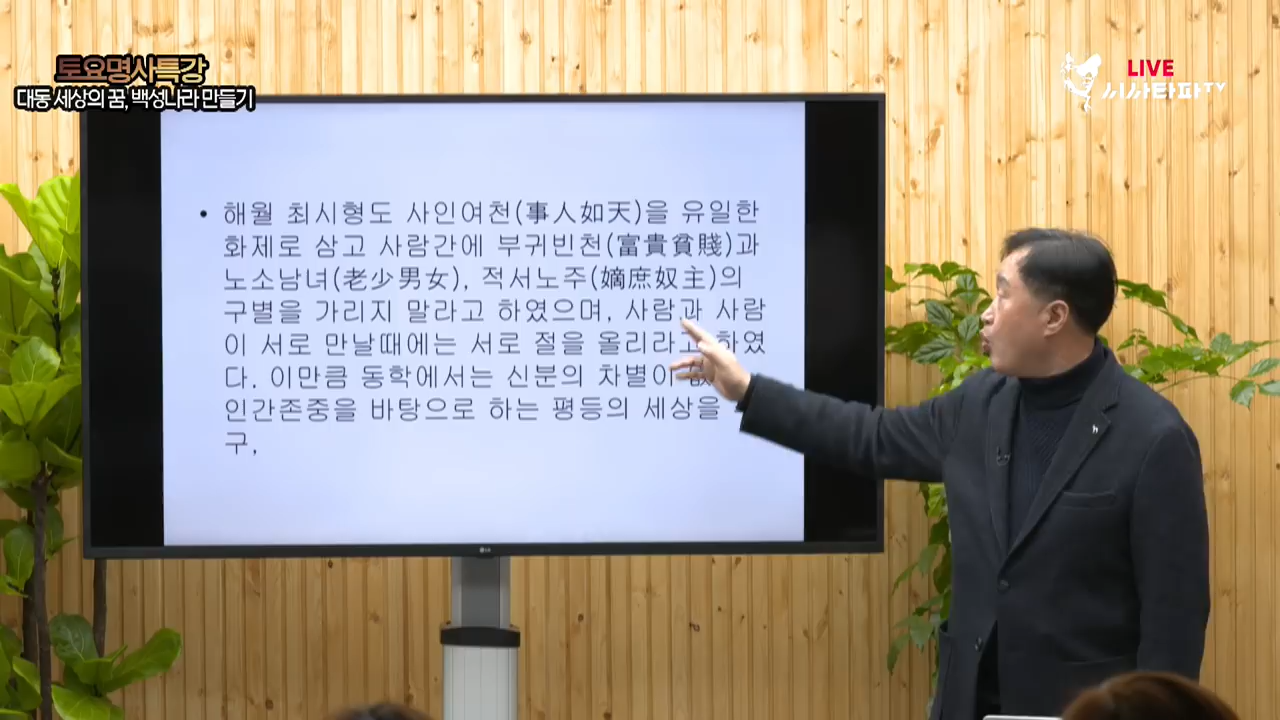 토요명사특강
대동 세상의 꿈, 백성나라 만들기
LIVE
시사타파TV
• 해월 최시형도 사인여천(事人如天)을 유일한
화제로 삼고 사람간에 부귀빈천(富貴貧賤)과
노소남녀(老少男女), 적서노주(嫡庶奴主)의
구별을 가리지 말라고 하였으며, 사람과 사람
이 서로 만날때에는 서로 절을 올리라고 하였
다. 이만큼 동학에서는 신분의 차별이
인간존중을 바탕으로 하는 평등의 세상을
구,
LG